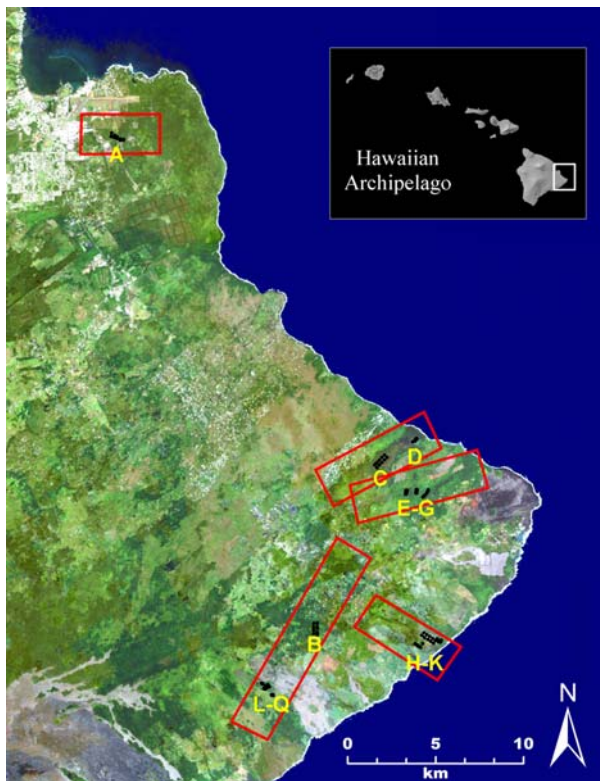 Hawaiian
Archipelago
A
D
C
E-G
B
H-K
L-Q
N
0 5 10
km